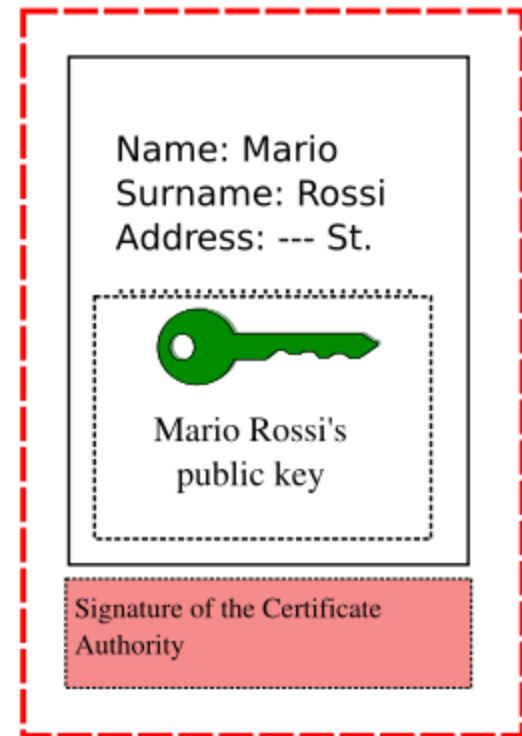 Name: Mario
Surname: Rossi
Address: --- St.
Mario Rossi's
public key
Signature of the Certificate
Authority